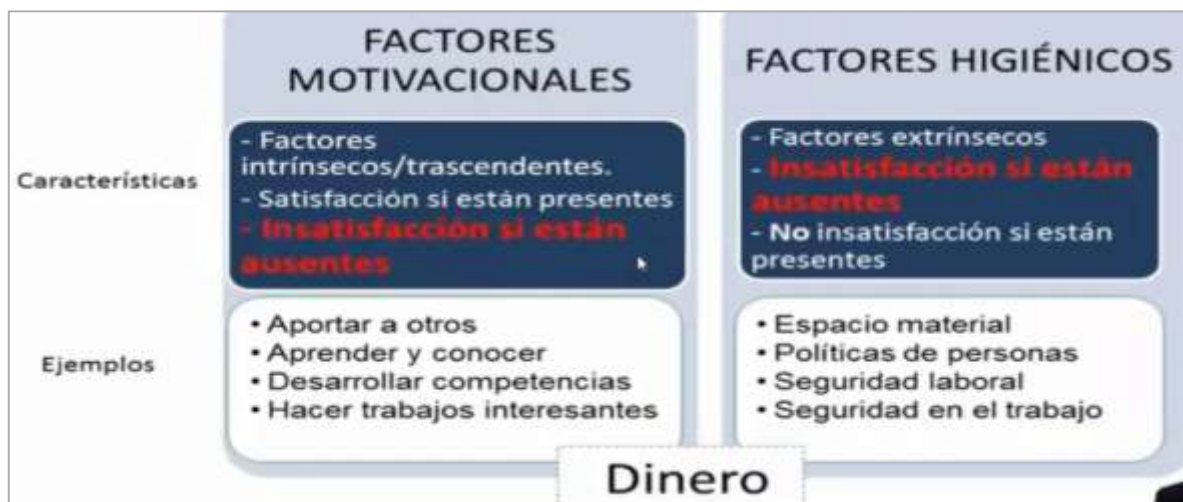 FACTORES
MOTIVACIONALES
FACTORES HIGIÉNICOS
Características
- Factores
intrínsecos/trascendentes.
- Satisfacción si están presentes
- Insatisfacción si están
ausentes
- Factores extrínsecos
- Insatisfacción si están
ausentes
- No insatisfacción si están
presentes
Ejemplos
• Aportar a otros
• Aprender y conocer
• Desarrollar competencias
• Hacer trabajos interesantes
• Espacio material
• Políticas de personas
• Seguridad laboral
• Seguridad en el trabajo
Dinero